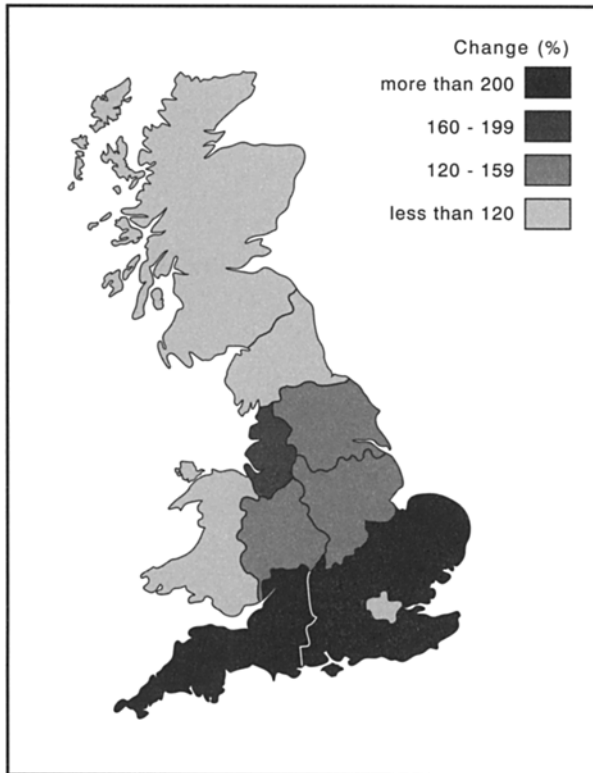 Change (%)
more than 200
160 - 199
120 - 159
less than 120